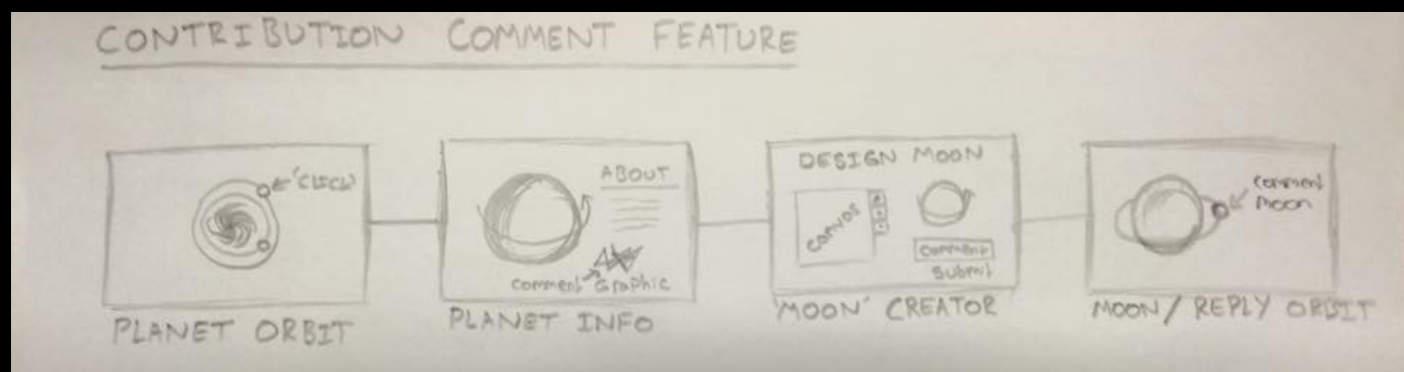 CONTRIBUTION COMMENT FEATURE
'CLICK'
PLANET ORBIT
ABOUT
Comment Graphic
PLANET INFO
DESIGN MOON
CANVAS
Comment
Submit
'MOON' CREATOR
Comment
Moon
MOON / REPLY ORBIT